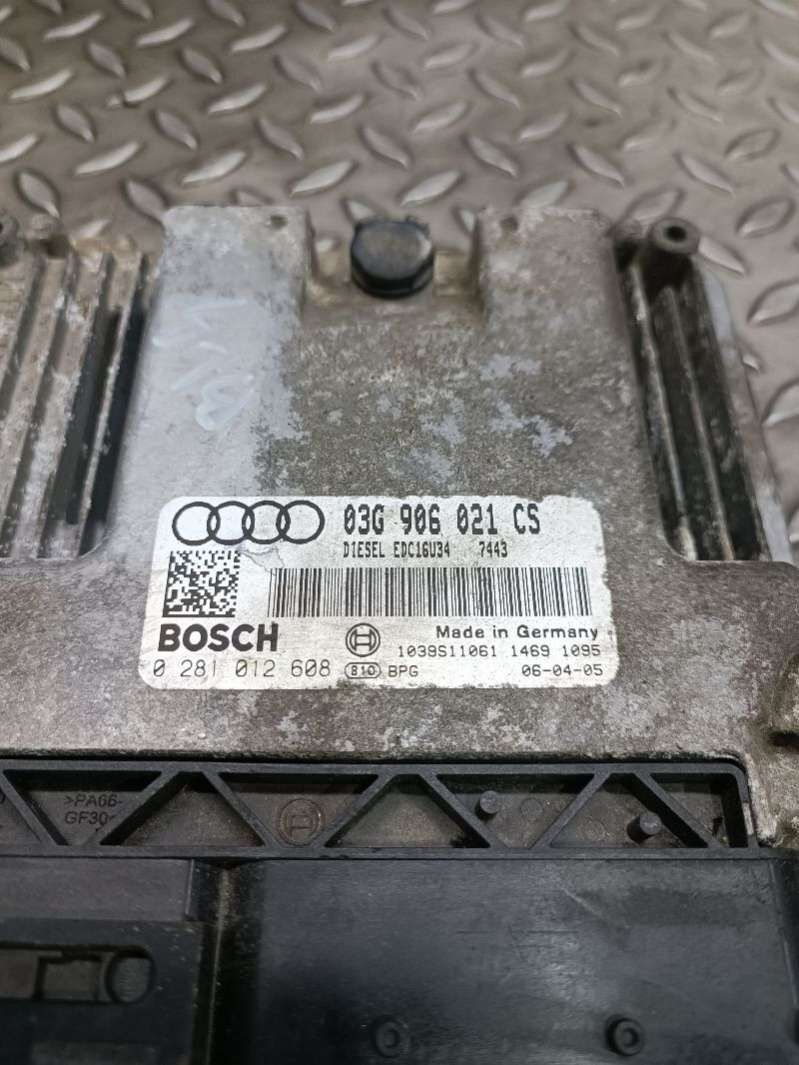 03G 906 021 CS
DIESEL EDC16U34 7443
BOSCH
Made in Germany
1039S11061 1469 1095
0 281 012 608 810 BPG 06-04-05
>PA66-
GF30